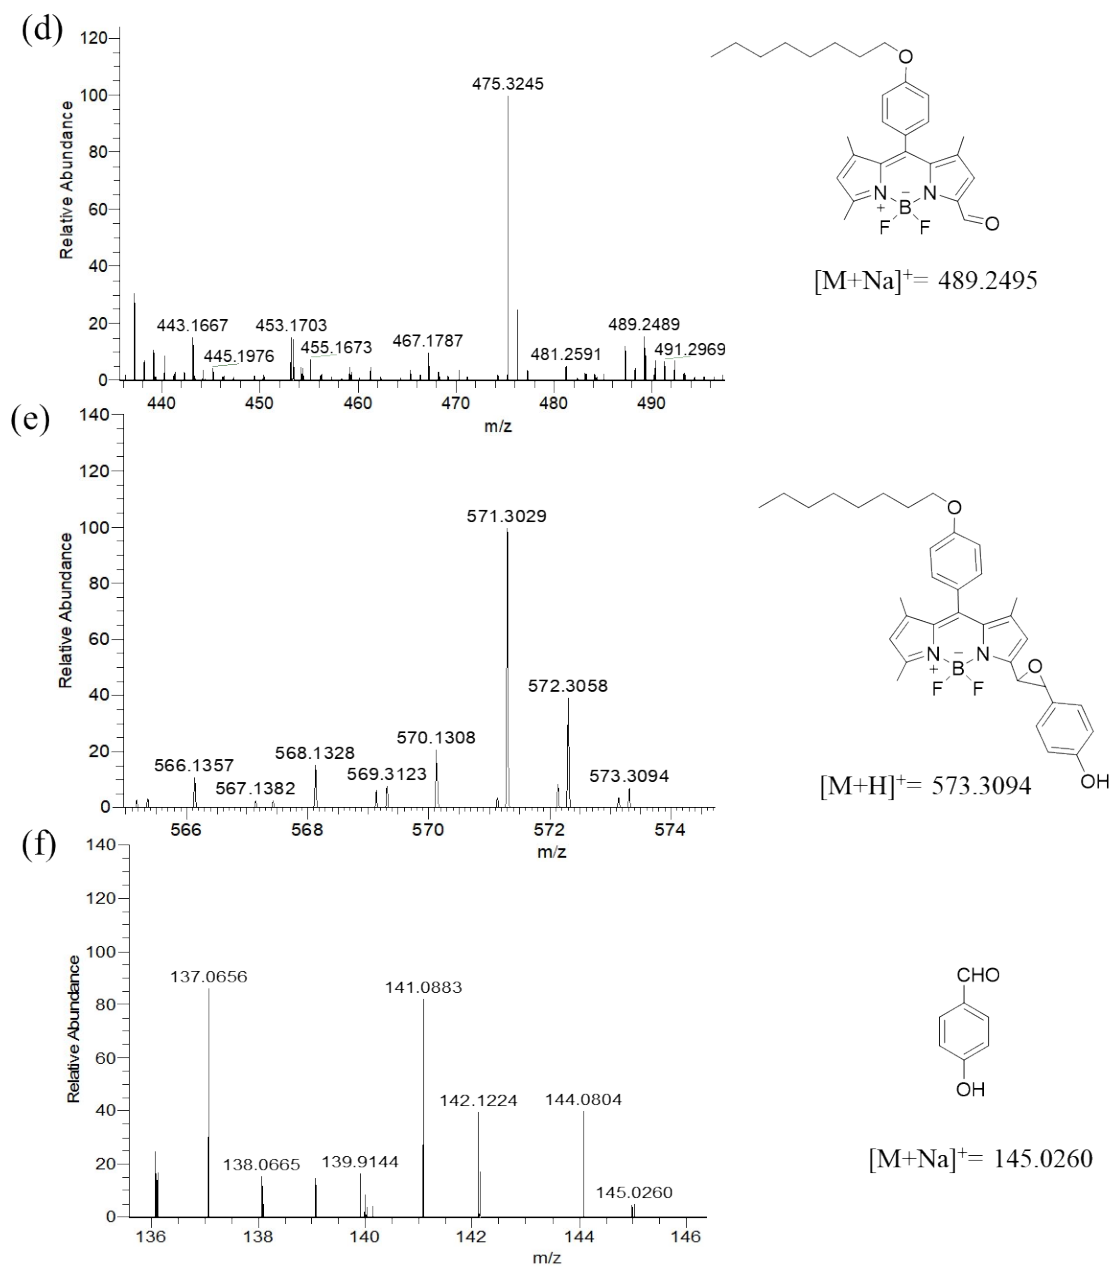 (d)
120
100
80
60
40
20
0
Relative Abundance
475.3245
443.1667
445.1976
453.1703
455.1673
467.1787
481.2591
489.2489
491.2969
440
450
460
470
480
490
m/z
O
N
N
+
−
B
F
F
O
[M+Na]+= 489.2495
(e)
140
120
100
80
60
40
20
0
Relative Abundance
571.3029
572.3058
570.1308
568.1328
566.1357
569.3123
567.1382
573.3094
566
568
570
572
574
m/z
O
N
N
+
−
B
F
F
O
OH
[M+H]+= 573.3094
(f)
140
120
100
80
60
40
20
0
Relative Abundance
137.0656
141.0883
142.1224
144.0804
138.0665
139.9144
145.0260
136
138
140
142
144
146
m/z
CHO
OH
[M+Na]+= 145.0260